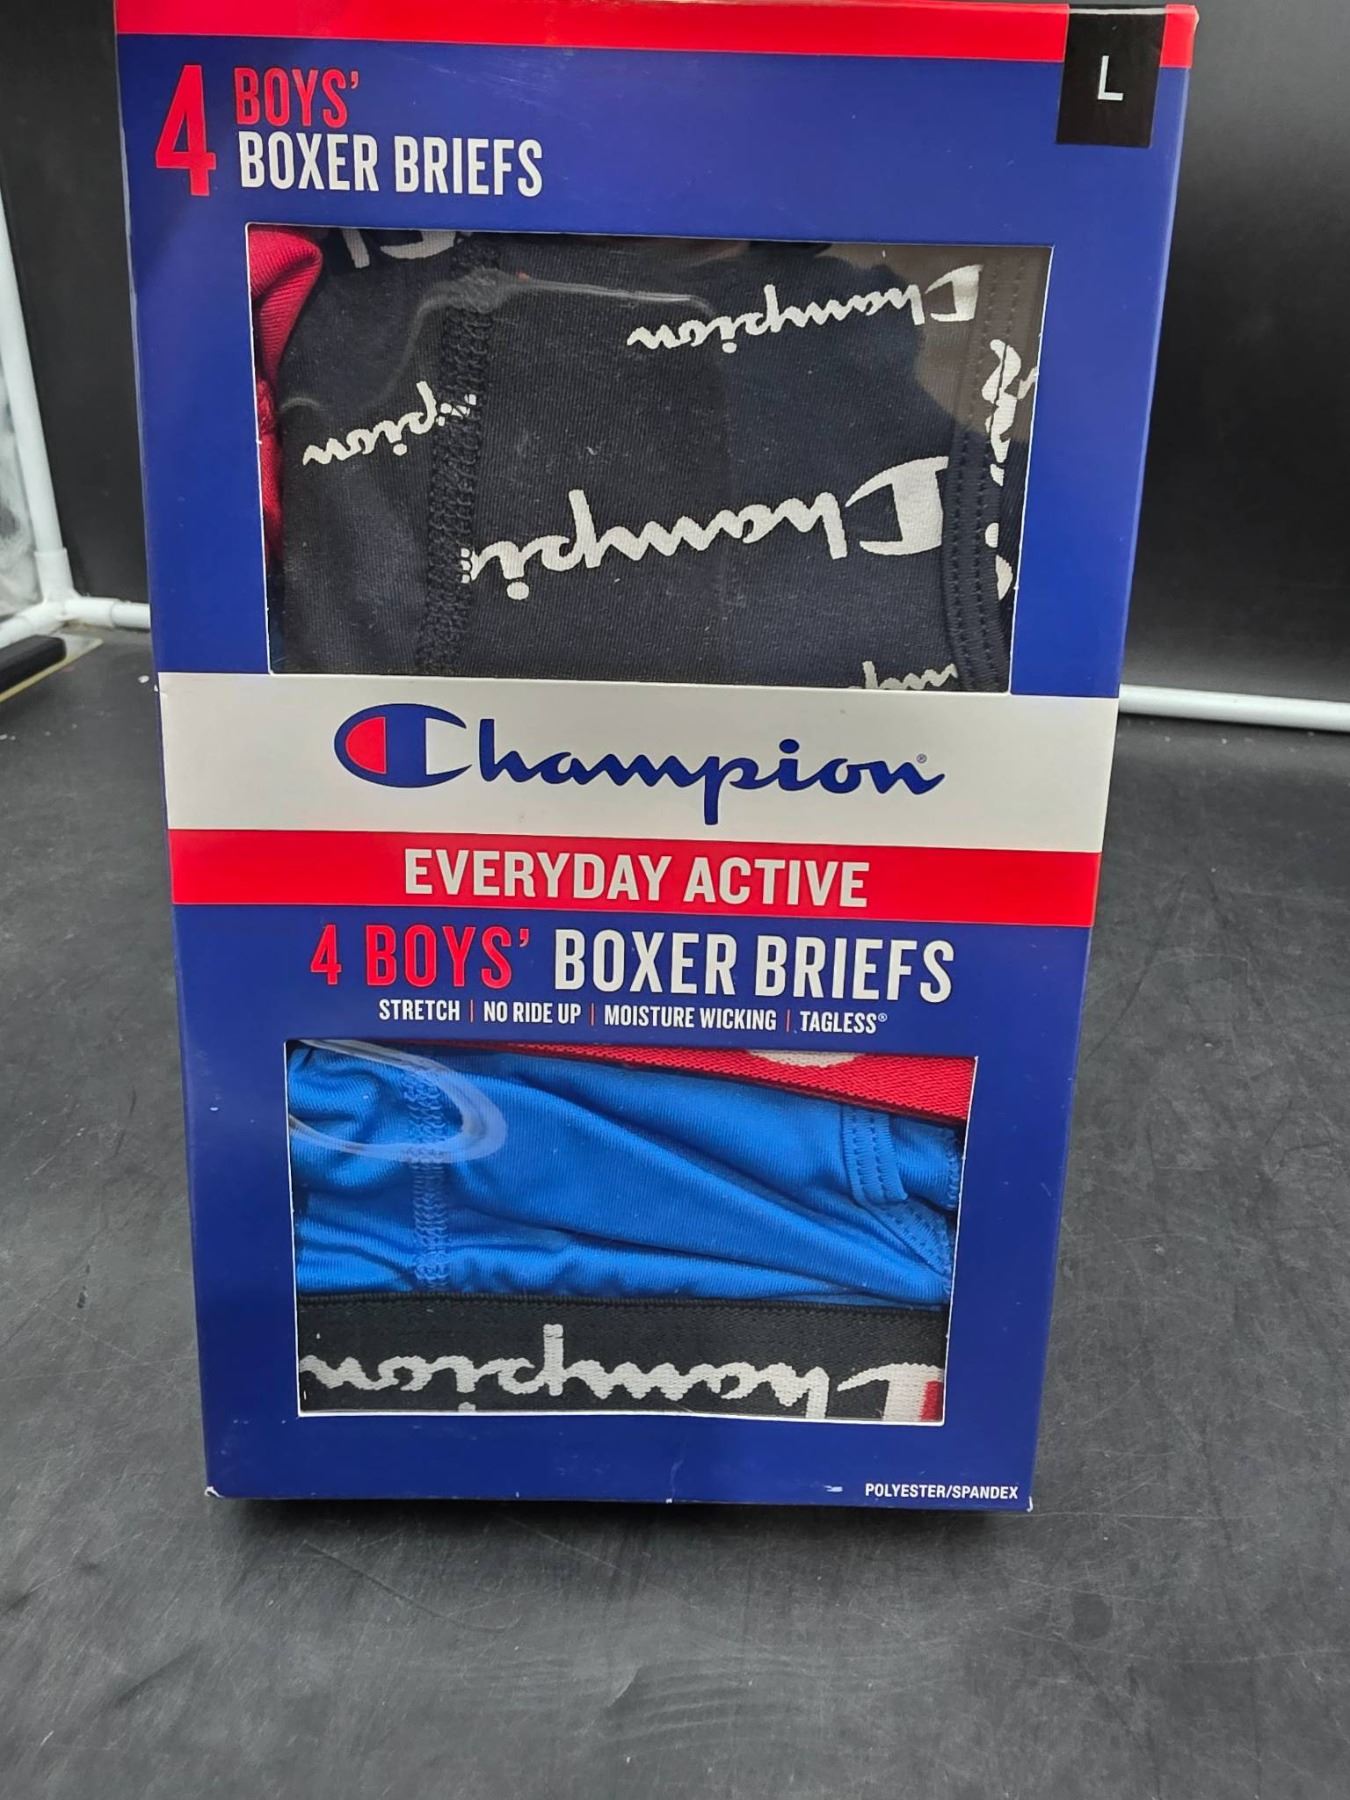 L
4 BOYS'
BOXER BRIEFS
Champion
Champion
Champion®
EVERYDAY ACTIVE
4 BOYS' BOXER BRIEFS
STRETCH | NO RIDE UP | MOISTURE WICKING | TAGLESS®
Champion
POLYESTER/SPANDEX